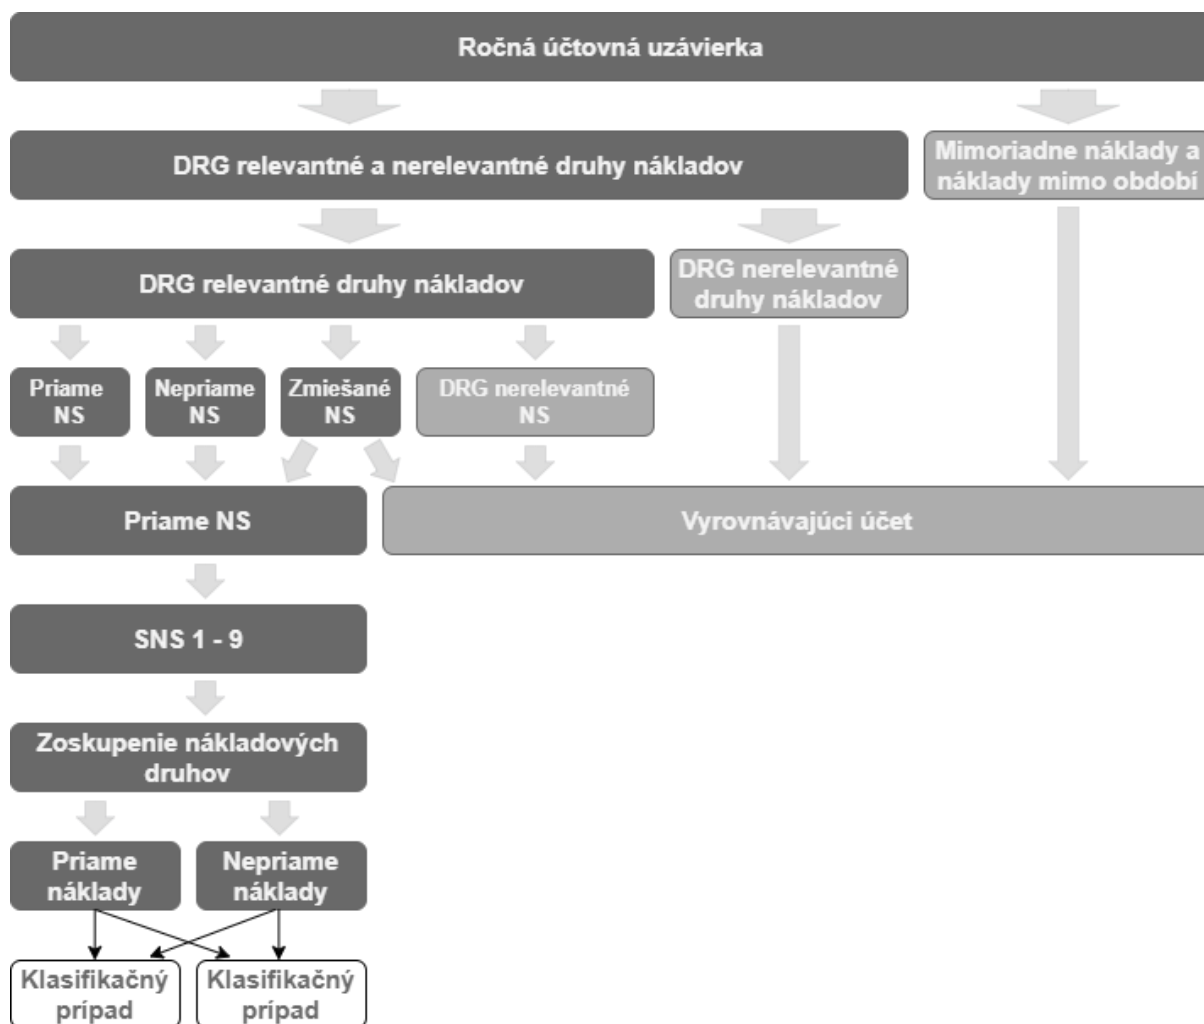 Ročná účtovná uzávierka
DRG relevantné a nerelevantné druhy nákladov
Mimoriadne náklady a
náklady mimo období
DRG relevantné druhy nákladov
DRG nerelevantné
druhy nákladov
Priame
NS
Nepriame
NS
Zmiešané
NS
DRG nerelevantné
NS
Priame NS
Vyrovnávajúci účet
SNS 1 - 9
Zoskupenie nákladových
druhov
Priame
náklady
Nepriame
náklady
Klasifikačný
prípad
Klasifikačný
prípad